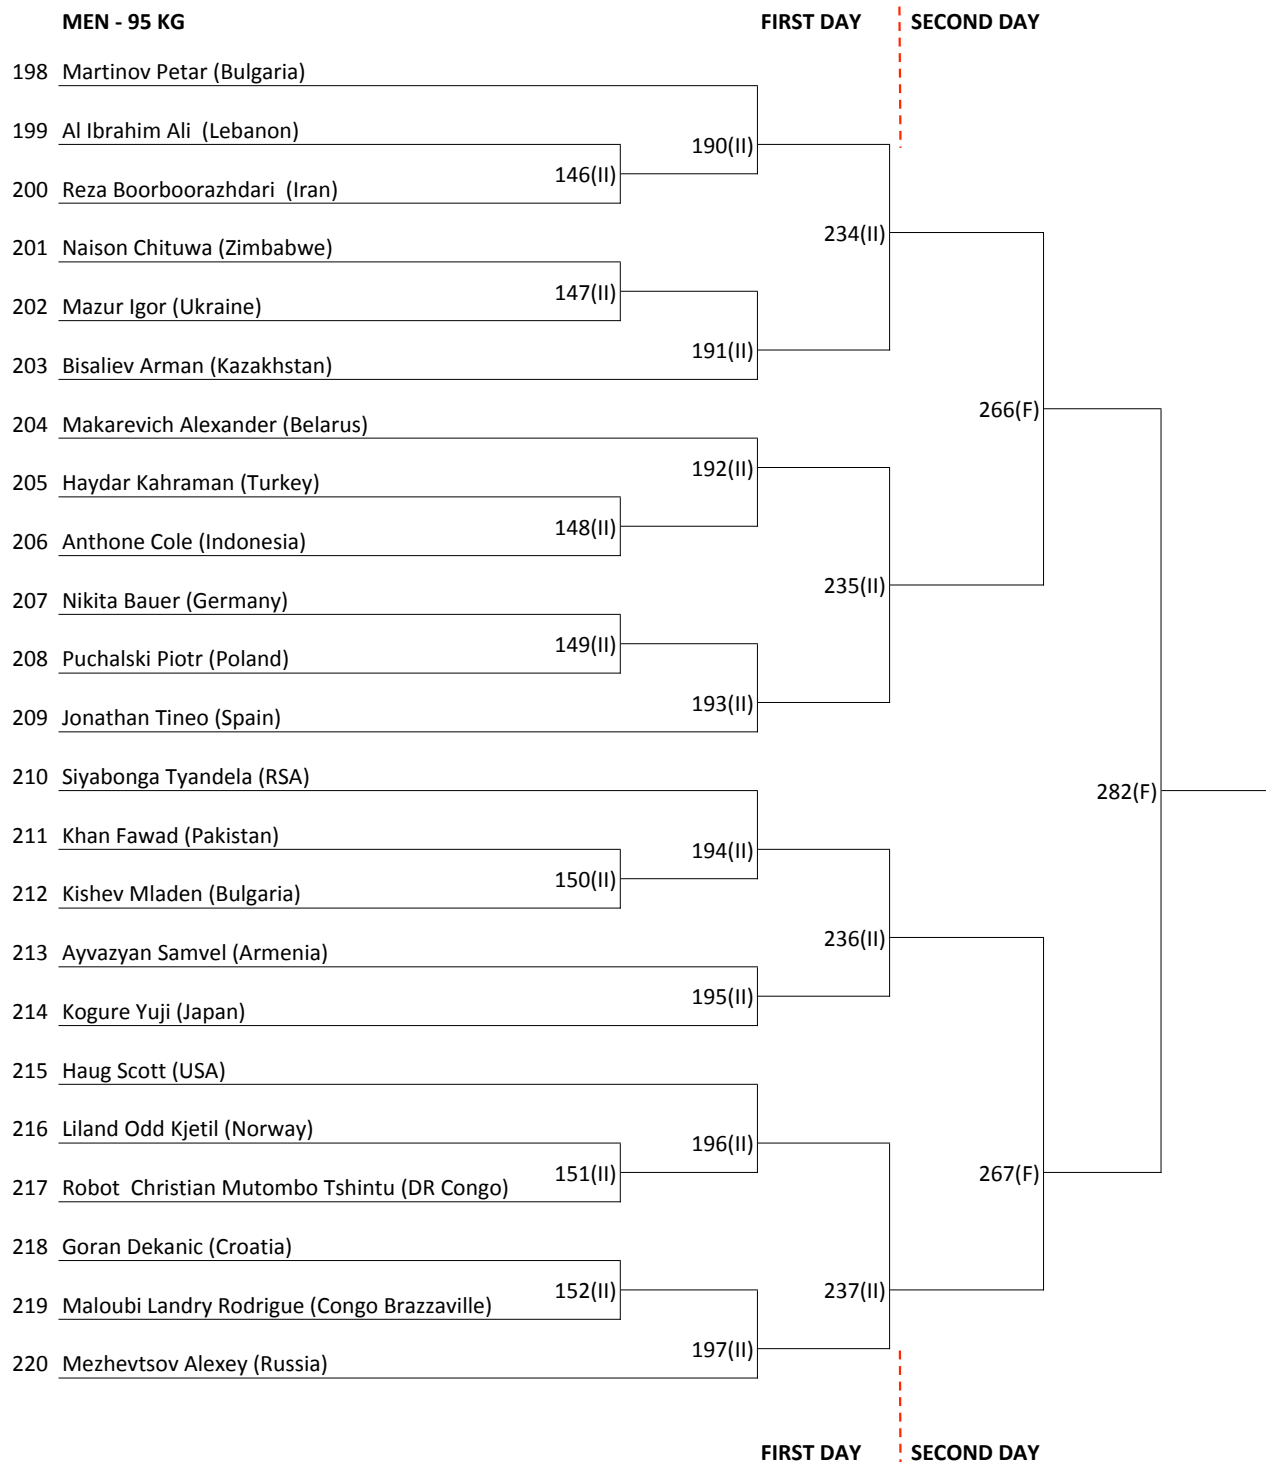 MEN - 95 KG FIRST DAY SECOND DAY
198 Martinov Petar (Bulgaria)
199 Al Ibrahim Ali  (Lebanon)
190(II)
146(II)
200 Reza Boorboorazhdari  (Iran)
234(II)
201 Naison Chituwa (Zimbabwe)
147(II)
202 Mazur Igor (Ukraine)
191(II)
203 Bisaliev Arman (Kazakhstan)
266(F)
204 Makarevich Alexander (Belarus)
192(II)
205 Haydar Kahraman (Turkey)
148(II)
206 Anthone Cole (Indonesia)
235(II)
207 Nikita Bauer (Germany)
149(II)
208 Puchalski Piotr (Poland)
193(II)
209 Jonathan Tineo (Spain)
210 Siyabonga Tyandela (RSA)
282(F)
211 Khan Fawad (Pakistan)
194(II)
150(II)
212 Kishev Mladen (Bulgaria)
236(II)
213 Ayvazyan Samvel (Armenia)
195(II)
214 Kogure Yuji (Japan)
215 Haug Scott (USA)
216 Liland Odd Kjetil (Norway)
196(II)
151(II)
267(F)
217 Robot  Christian Mutombo Tshintu (DR Congo)
218 Goran Dekanic (Croatia)
152(II)
237(II)
219 Maloubi Landry Rodrigue (Congo Brazzaville)
197(II)
220 Mezhevtsov Alexey (Russia)
FIRST DAY SECOND DAY